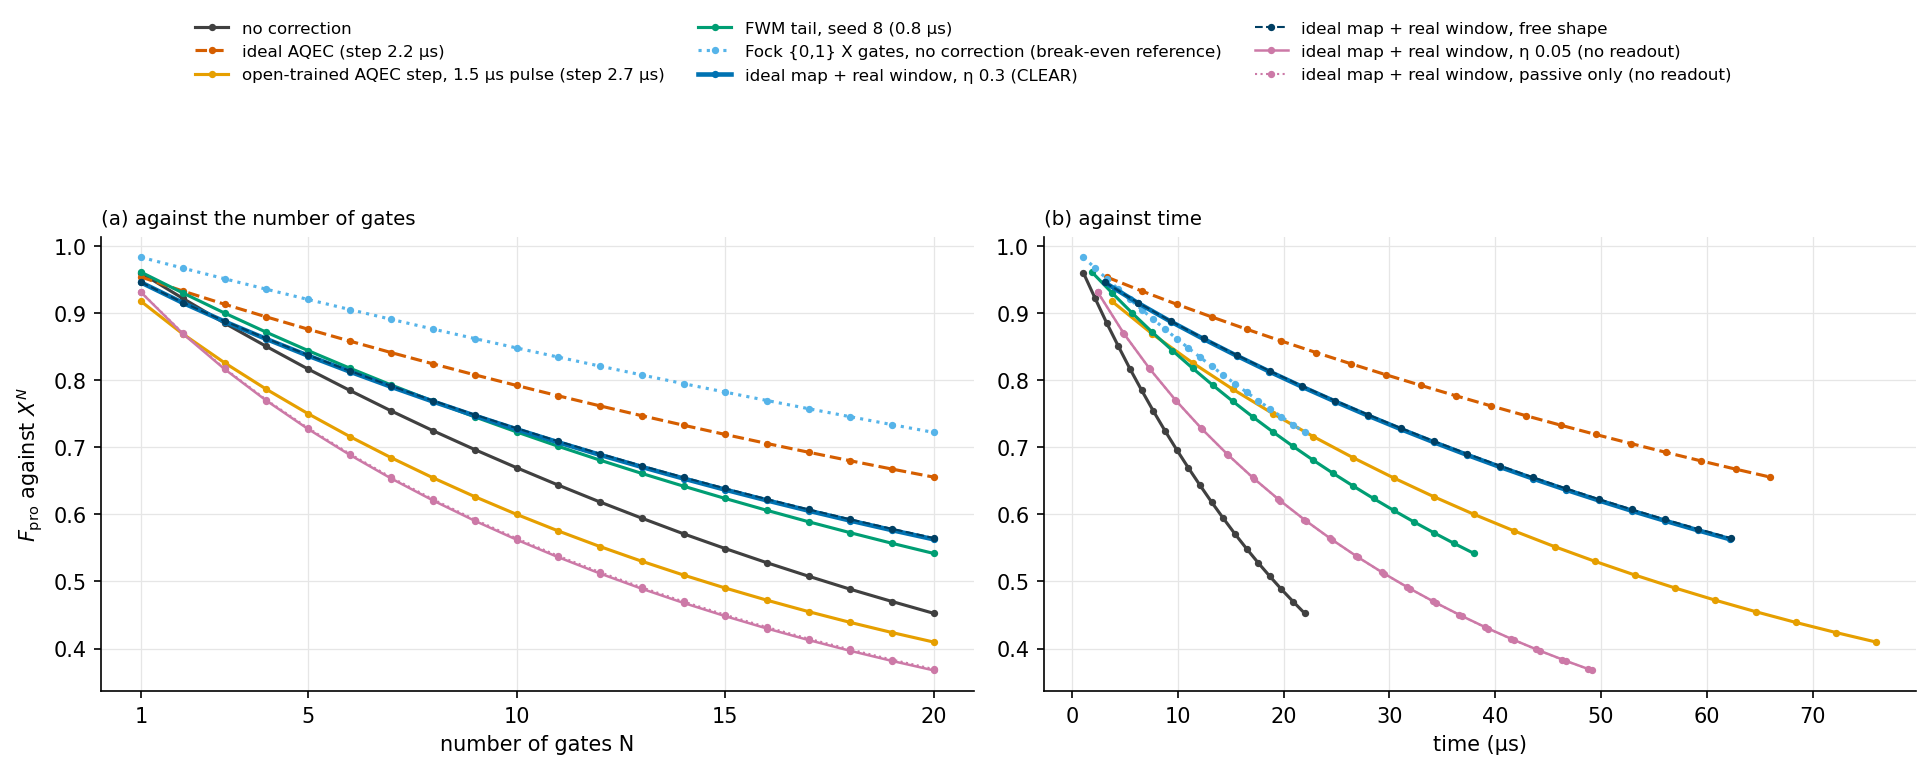 no correction
ideal AQEC (step 2.2 µs)
open-trained AQEC step, 1.5 µs pulse (step 2.7 µs)
FWM tail, seed 8 (0.8 µs)
Fock {0,1} X gates, no correction (break-even reference)
ideal map + real window, η 0.3 (CLEAR)
ideal map + real window, free shape
ideal map + real window, η 0.05 (no readout)
ideal map + real window, passive only (no readout)
(a) against the number of gates
F_pro against X^N
1.0
0.9
0.8
0.7
0.6
0.5
0.4
1 5 10 15 20
number of gates N
(b) against time
1.0
0.9
0.8
0.7
0.6
0.5
0.4
0 10 20 30 40 50 60 70
time (µs)